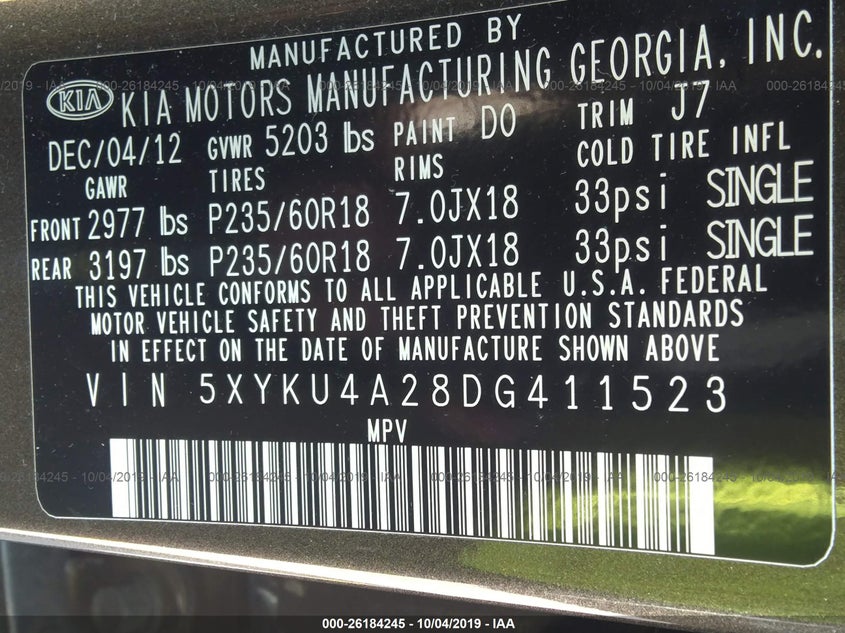 MANUFACTURED BY
KIA KIA MOTORS MANUFACTURING GEORGIA, INC.
DEC/04/12 GVWR 5203 lbs PAINT D0 TRIM J7
GAWR TIRES RIMS COLD TIRE INFL
FRONT 2977 lbs P235/60R18 7.0JX18 33psi SINGLE
REAR 3197 lbs P235/60R18 7.0JX18 33psi SINGLE
THIS VEHICLE CONFORMS TO ALL APPLICABLE U.S.A. FEDERAL
MOTOR VEHICLE SAFETY AND THEFT PREVENTION STANDARDS
IN EFFECT ON THE DATE OF MANUFACTURE SHOWN ABOVE
VIN 5XYKU4A28DG411523
MPV
000-26184245 - 10/04/2019 - IAA